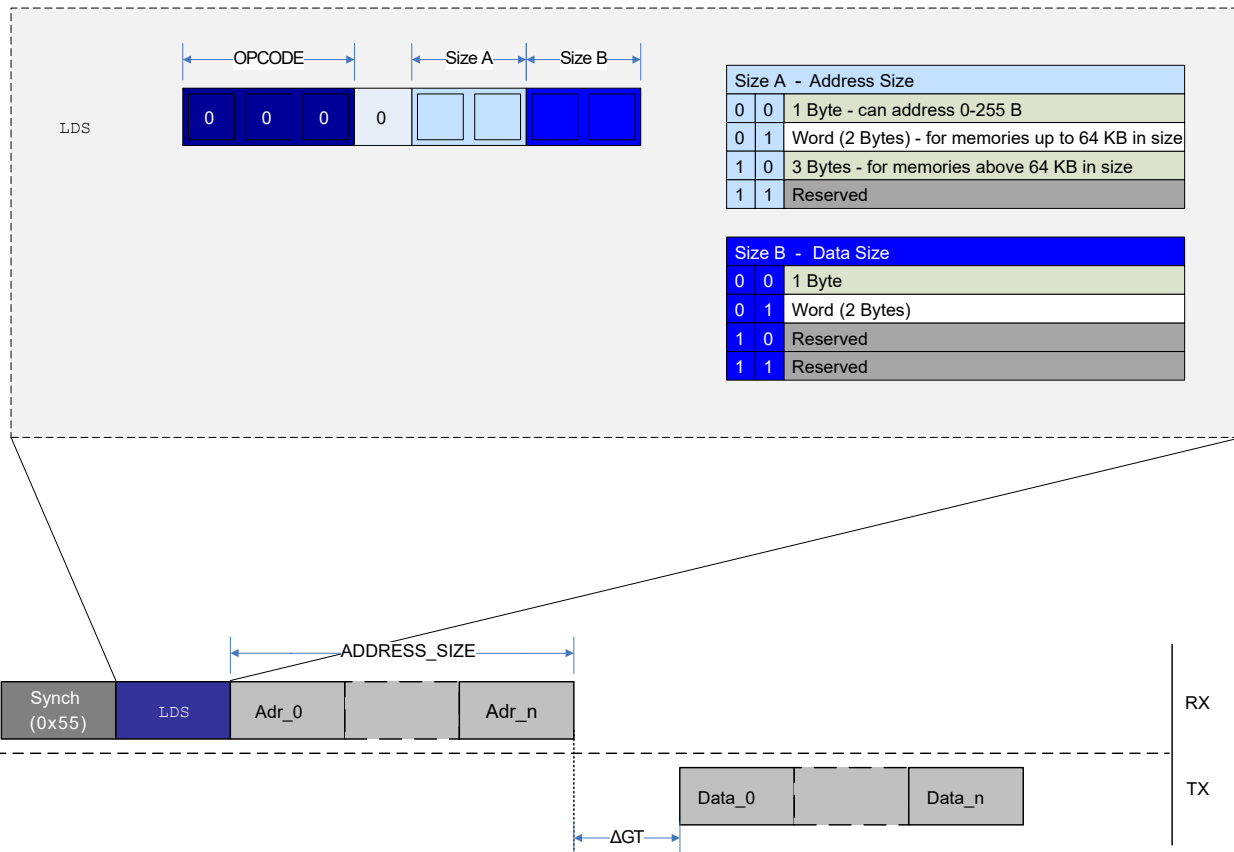 OPCODE Size A Size B
LDS 0 0 0 0
Size A - Address Size
0 0 1 Byte - can address 0-255 B
0 1 Word (2 Bytes) - for memories up to 64 KB in size
1 0 3 Bytes - for memories above 64 KB in size
1 1 Reserved
Size B - Data Size
0 0 1 Byte
0 1 Word (2 Bytes)
1 0 Reserved
1 1 Reserved
ADDRESS_SIZE
Synch
(0x55)
LDS Adr_0 Adr_n RX
Data_0 Data_n TX
ΔGT